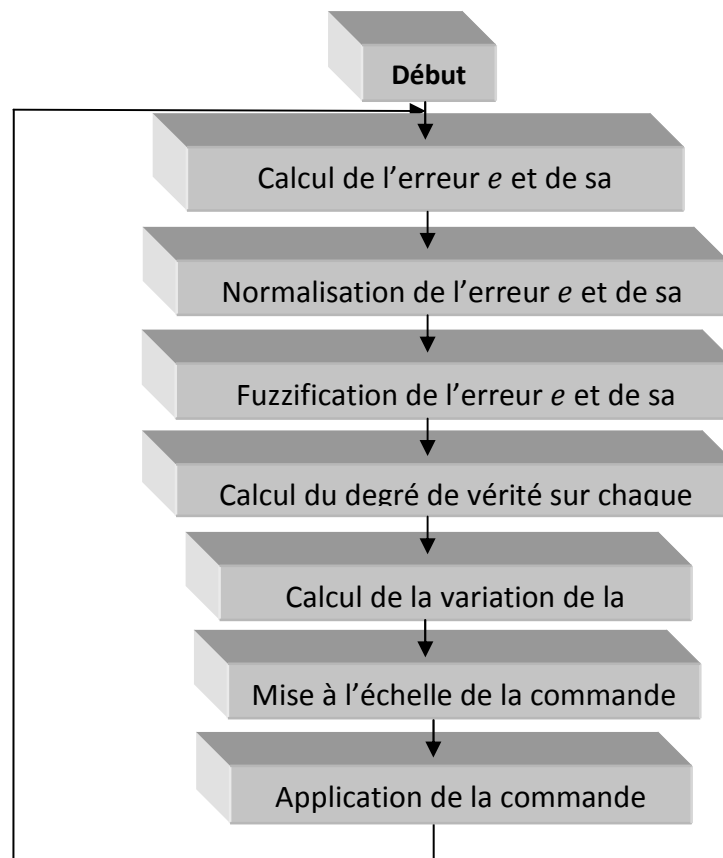 Début
Calcul de l’erreur e et de sa
Normalisation de l’erreur e et de sa
Fuzzification de l’erreur e et de sa
Calcul du degré de vérité sur chaque
Calcul de la variation de la
Mise à l’échelle de la commande
Application de la commande